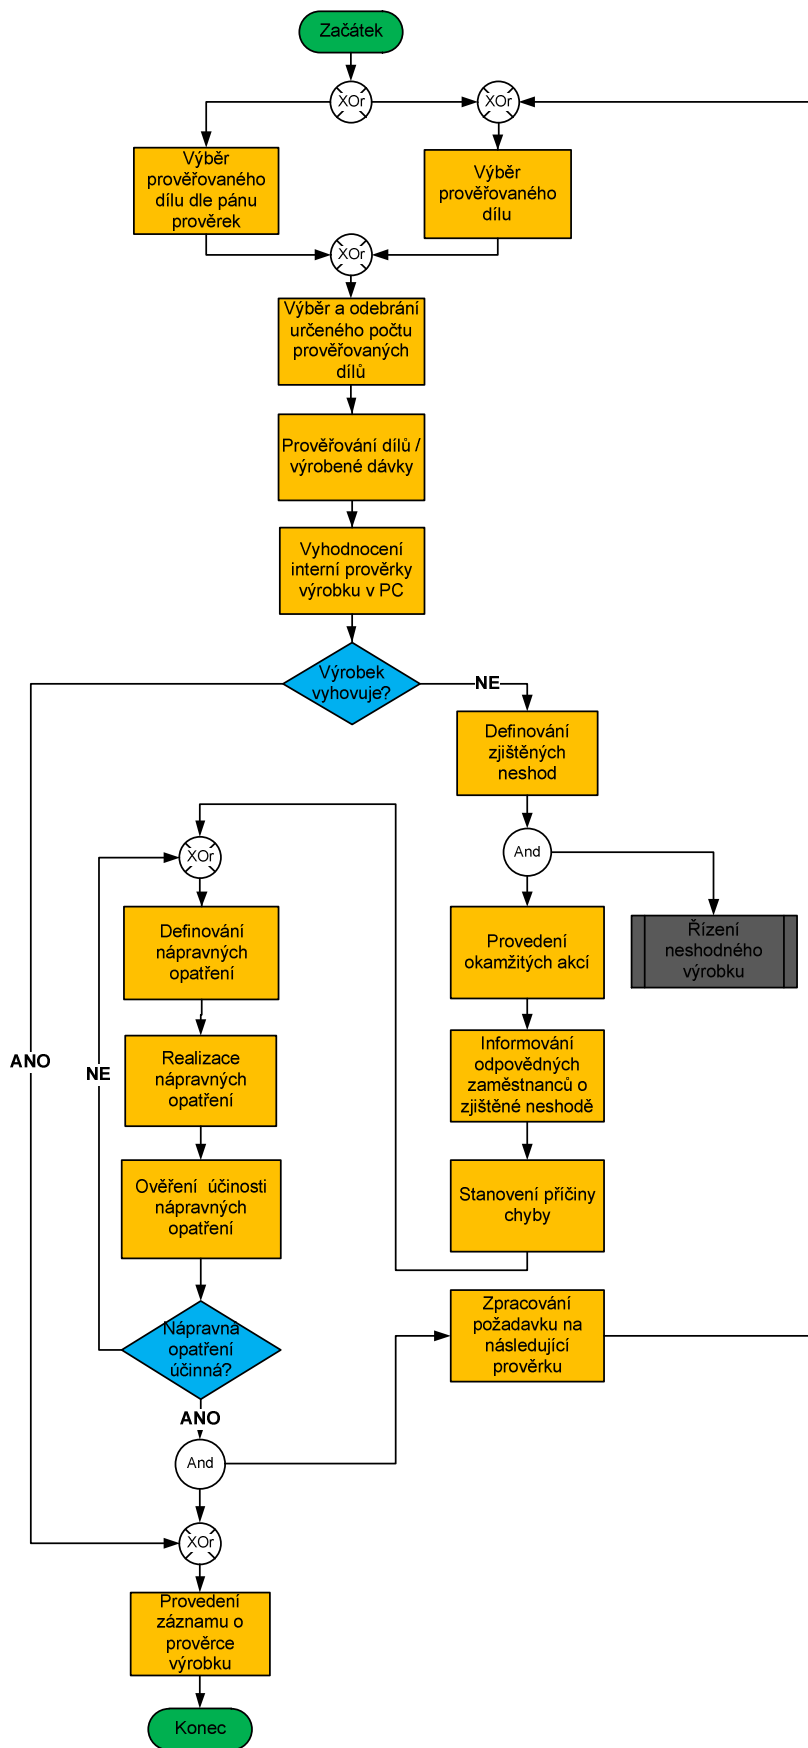 Začátek
XOr
XOr
Výběr
prověřovaného
dílu dle pánu
prověrek
Výběr
prověřovaného
dílu
XOr
Výběr a odebrání
určeného počtu
prověřovaných
dílů
Prověřování dílů /
výrobené dávky
Vyhodnocení
interní prověrky
výrobku v PC
Výrobek
vyhovuje?
NE
Definování
zjištěných
neshod
XOr
And
Definování
nápravných
opatření
Provedení
okamžitých akcí
Řízení
neshodného
výrobku
ANO
NE
Realizace
nápravných
opatření
Informování
odpovědných
zaměstnanců o
zjištěné neshodě
Ověření  účinosti
nápravných
opatření
Stanovení příčiny
chyby
Nápravná
opatření
účinná?
Zpracování
požadavku na
následující
prověrku
ANO
And
XOr
Provedení
záznamu o
prověrce
výrobku
Konec